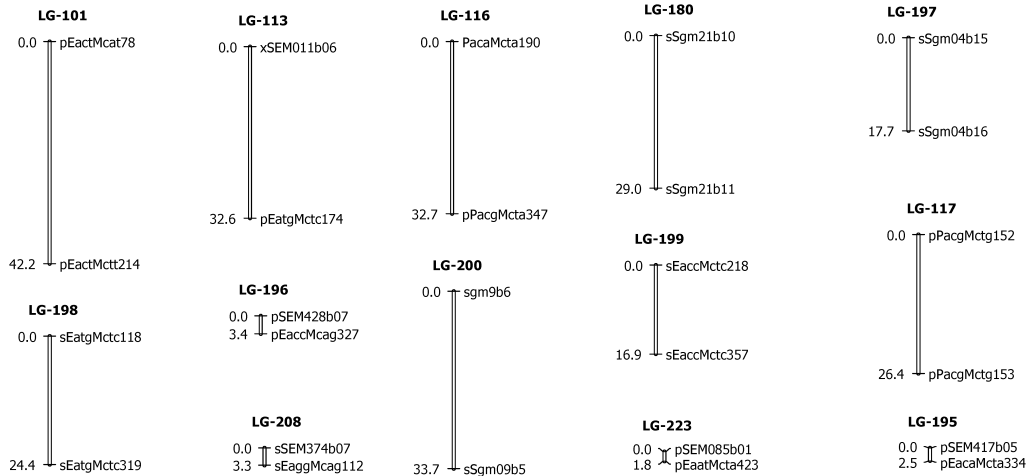 LG-101
0.0 pEactMcat78
42.2 pEactMctt214
LG-113
0.0 xSEM011b06
32.6 pEatgMctc174
LG-116
0.0 PacaMcta190
32.7 pPacgMcta347
LG-180
0.0 sSgm21b10
29.0 sSgm21b11
LG-197
0.0 sSgm04b15
17.7 sSgm04b16
LG-198
0.0 sEatgMctc118
24.4 sEatgMctc319
LG-196
0.0 pSEM428b07
3.4 pEaccMcag327
LG-208
0.0 sSEM374b07
3.3 sEaggMcag112
LG-200
0.0 sgm9b6
33.7 sSgm09b5
LG-199
0.0 sEaccMctc218
16.9 sEaccMctc357
LG-223
0.0 pSEM085b01
1.8 pEaatMcta423
LG-117
0.0 pPacgMctg152
26.4 pPacgMctg153
LG-195
0.0 pSEM417b05
2.5 pEacaMcta334